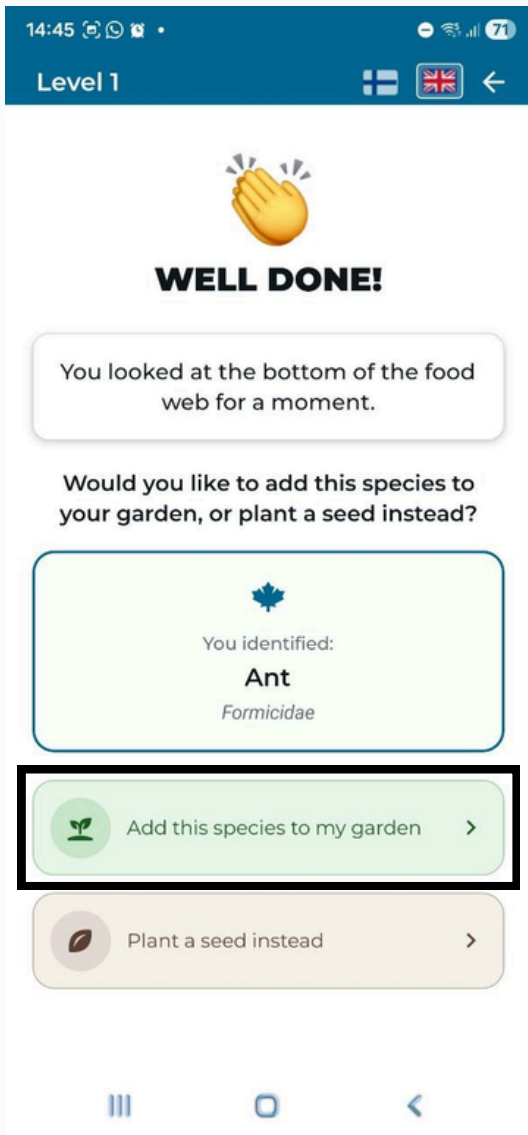 14:45
71
Level 1
WELL DONE!
You looked at the bottom of the food
web for a moment.
Would you like to add this species to
your garden, or plant a seed instead?
You identified:
Ant
Formicidae
Add this species to my garden
Plant a seed instead